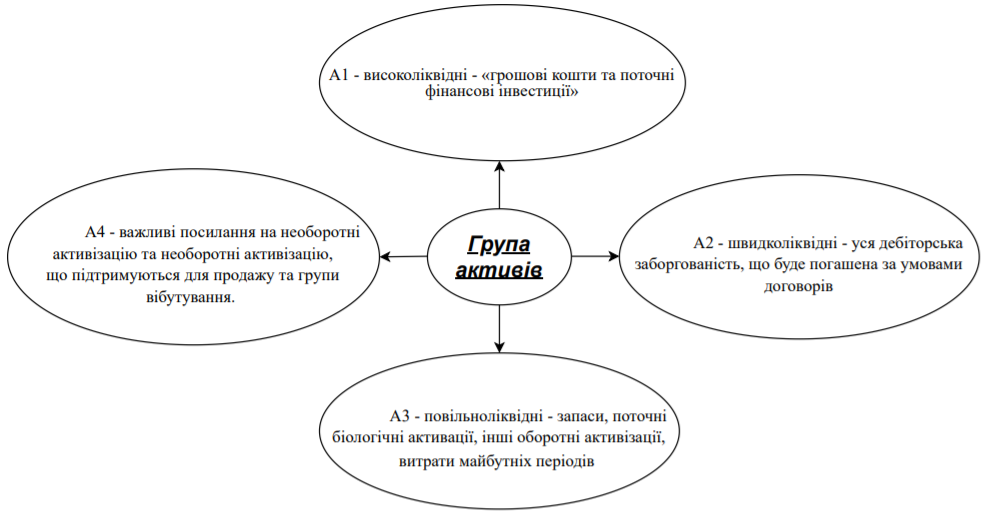 А1 - високоліквідні - «грошові кошти та поточні
фінансові інвестиції»
А4 - важливі посилання на необоротні
активізацію та необоротні активізацію,
що підтримуються для продажу та групи
вібутування.
Група
активів
А2 - швидколіквідні - уся дебіторська
заборгованість, що буде погашена за умовами
договорів
А3 - повільноліквідні - запаси, поточні
біологічні активації, інші оборотні активізації,
витрати майбутніх періодів